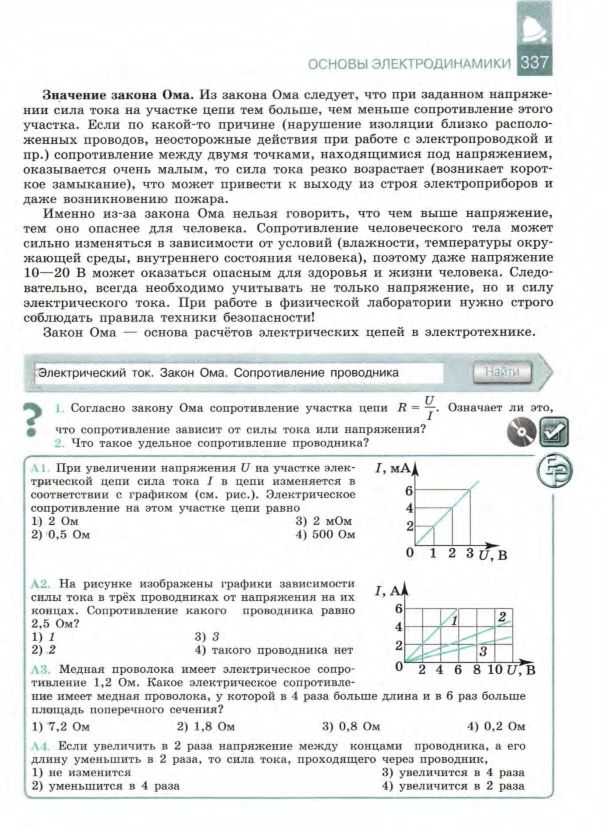 ОСНОВЫ ЭЛЕКТРОДИНАМИКИ 337
Значение закона Ома. Из закона Ома следует, что при заданном напряже-
нии сила тока на участке цепи тем больше, чем меньше сопротивление этого
участка. Если по какой-то причине (нарушение изоляции близко располо-
женных проводов, неосторожные действия при работе с электропроводкой и
пр.) сопротивление между двумя точками, находящимися под напряжением,
оказывается очень малым, то сила тока резко возрастает (возникает корот-
кое замыкание), что может привести к выходу из строя электроприборов и
даже возникновению пожара.
Именно из-за закона Ома нельзя говорить, что чем выше напряжение,
тем оно опаснее для человека. Сопротивление человеческого тела может
сильно изменяться в зависимости от условий (влажности, температуры окру-
жающей среды, внутреннего состояния человека), поэтому даже напряжение
10—20 В может оказаться опасным для здоровья и жизни человека. Следо-
вательно, всегда необходимо учитывать не только напряжение, но и силу
электрического тока. При работе в физической лаборатории нужно строго
соблюдать правила техники безопасности!
Закон Ома — основа расчётов электрических цепей в электротехнике.
Электрический ток. Закон Ома. Сопротивление проводника Найти
?
1. Согласно закону Ома сопротивление участка цепи R = U/I. Означает ли это,
что сопротивление зависит от силы тока или напряжения?
2. Что такое удельное сопротивление проводника?
А1. При увеличении напряжения U на участке элек-
трической цепи сила тока I в цепи изменяется в
соответствии с графиком (см. рис.). Электрическое
сопротивление на этом участке цепи равно
1) 2 Ом 3) 2 мОм
2) 0,5 Ом 4) 500 Ом
I, мА
6
4
2
0 1 2 3 U, В
А2. На рисунке изображены графики зависимости
силы тока в трёх проводниках от напряжения на их
концах. Сопротивление какого проводника равно
2,5 Ом?
1) 1 3) 3
2) 2 4) такого проводника нет
I, А
6
4
2
1
2
3
0 2 4 6 8 10 U, В
А3. Медная проволока имеет электрическое сопро-
тивление 1,2 Ом. Какое электрическое сопротивле-
ние имеет медная проволока, у которой в 4 раза больше длина и в 6 раз больше
площадь поперечного сечения?
1) 7,2 Ом 2) 1,8 Ом 3) 0,8 Ом 4) 0,2 Ом
А4. Если увеличить в 2 раза напряжение между концами проводника, а его
длину уменьшить в 2 раза, то сила тока, проходящего через проводник,
1) не изменится 3) увеличится в 4 раза
2) уменьшится в 4 раза 4) увеличится в 2 раза